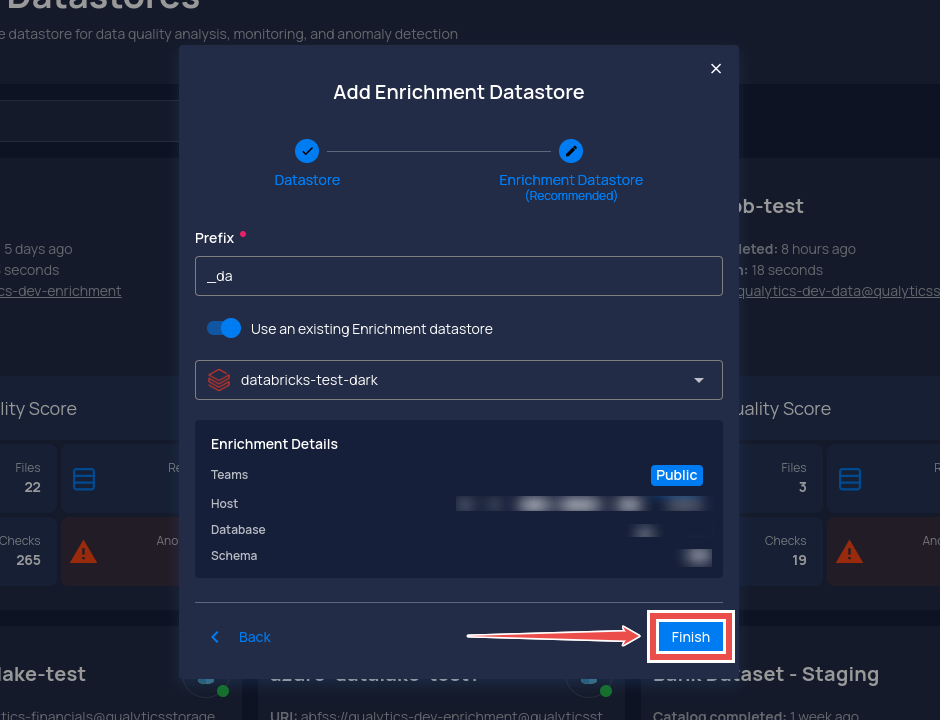 Datastores
datastore for data quality analysis, monitoring, and anomaly detection
Add Enrichment Datastore
Datastore
Enrichment Datastore
(Recommended)
Prefix
_da
Use an existing Enrichment datastore
databricks-test-dark
Enrichment Details
Teams
Public
Host
Database
Schema
Back
Finish
5 days ago
seconds
cs-dev-enrichment
lity Score
Files
22
Checks
265
Re
Ano
ob-test
leted: 8 hours ago
n: 18 seconds
qualytics-dev-data@qualyticss
uality Score
Files
3
Checks
19
R
Ano
lake-test
tics-financials@qualyticsstorage
URI: abfss://qualytics-dev-enrichment@qualyticsst
Bank Dataset - Staging
Catalog completed: 1 week ago